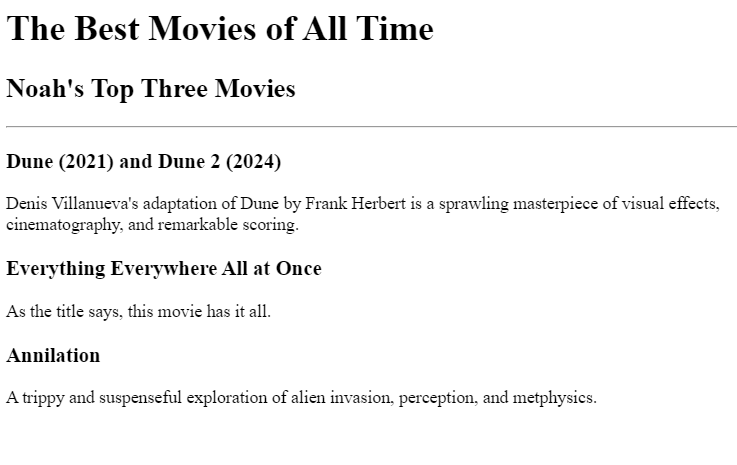 The Best Movies of All Time
Noah's Top Three Movies
Dune (2021) and Dune 2 (2024)
Denis Villanueva's adaptation of Dune by Frank Herbert is a sprawling masterpiece of visual effects,
cinematography, and remarkable scoring.
Everything Everywhere All at Once
As the title says, this movie has it all.
Annilation
A trippy and suspenseful exploration of alien invasion, perception, and metphysics.